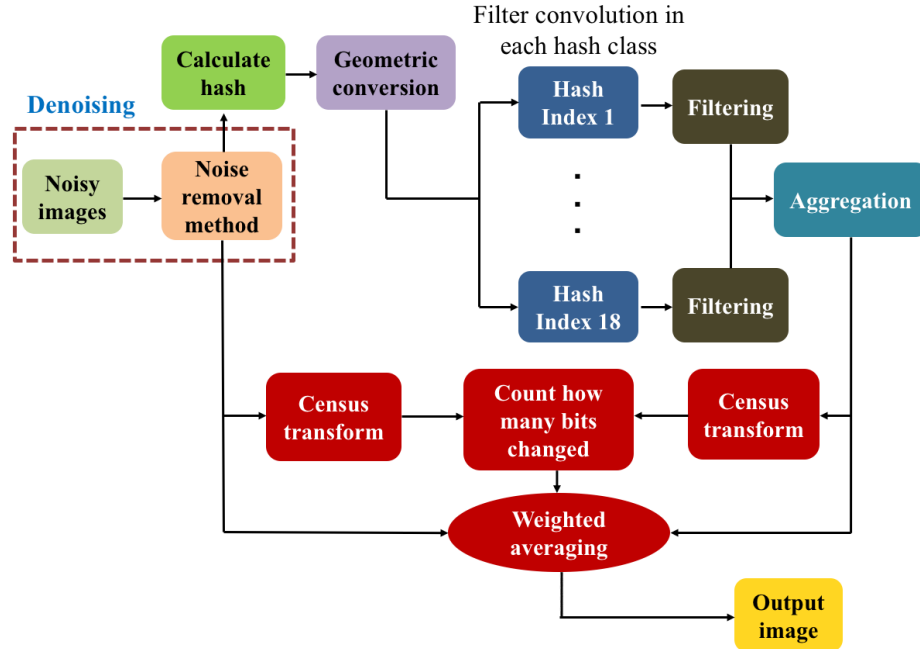 Filter convolution in
each hash class
Calculate
hash
Geometric
conversion
Hash
Index 1
Filtering
Denoising
Noisy
images
Noise
removal
method
Aggregation
Hash
Index 18
Filtering
Census
transform
Count how
many bits
changed
Census
transform
Weighted
averaging
Output
image